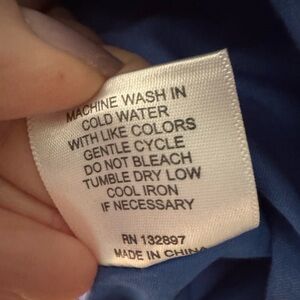 MACHINE WASH IN
COLD WATER
WITH LIKE COLORS
GENTLE CYCLE
DO NOT BLEACH
TUMBLE DRY LOW
COOL IRON
IF NECESSARY
RN 132897
MADE IN CHINA